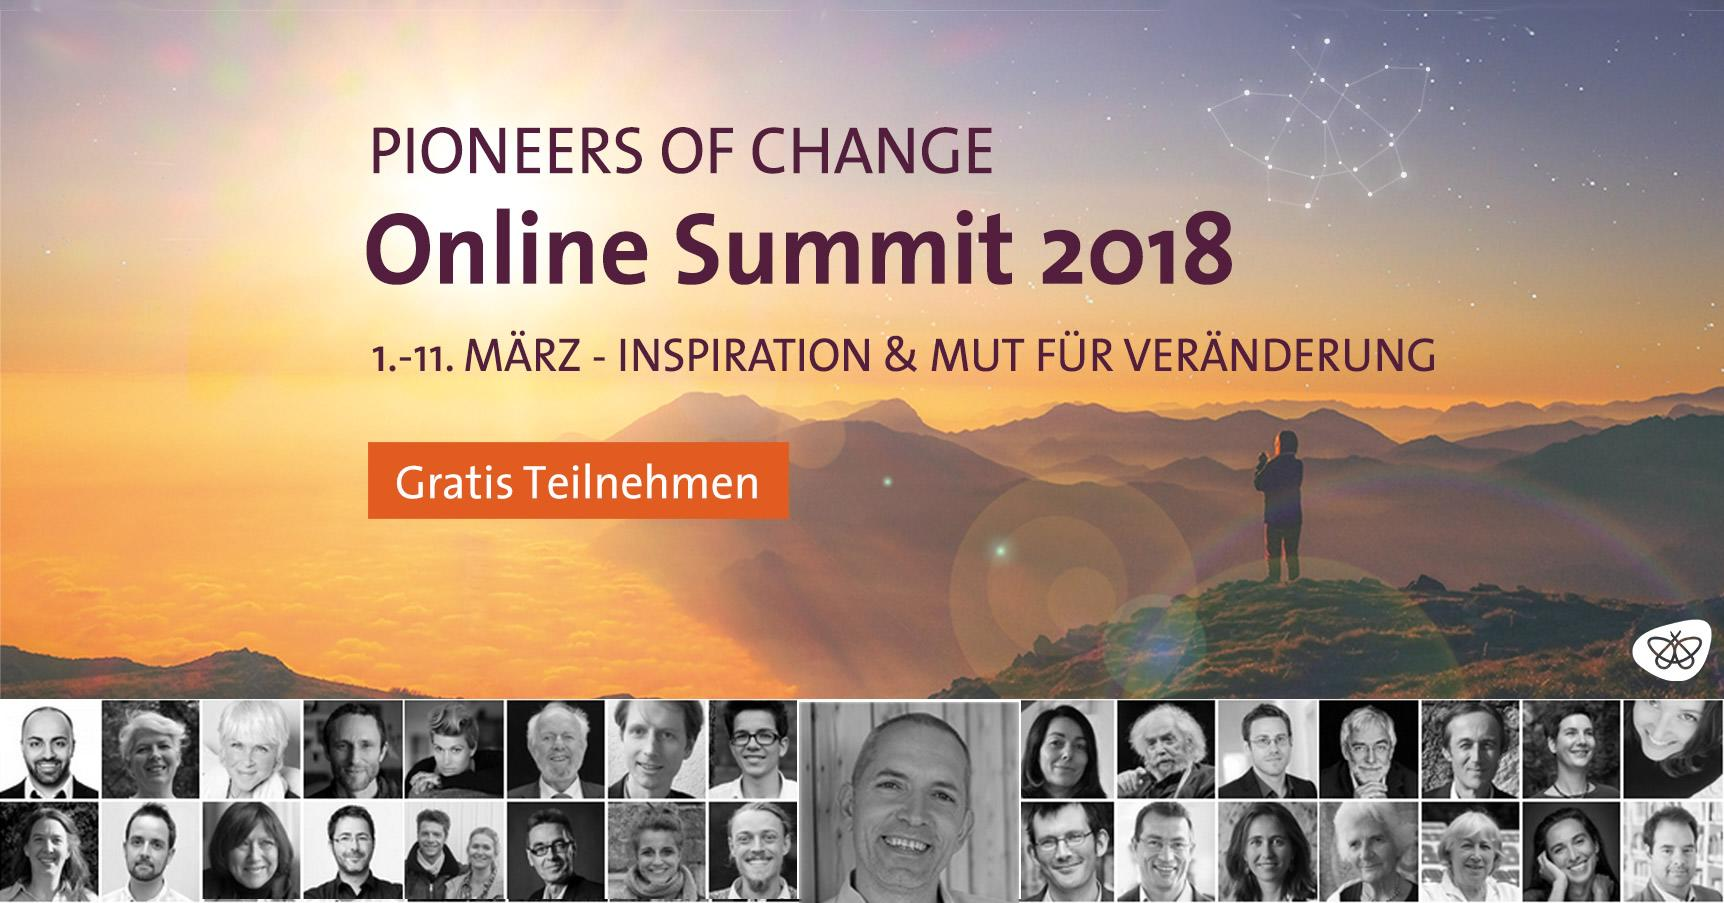 PIONEERS OF CHANGE
Online Summit 2018
1.-11. MÄRZ - INSPIRATION & MUT FÜR VERÄNDERUNG
Gratis Teilnehmen